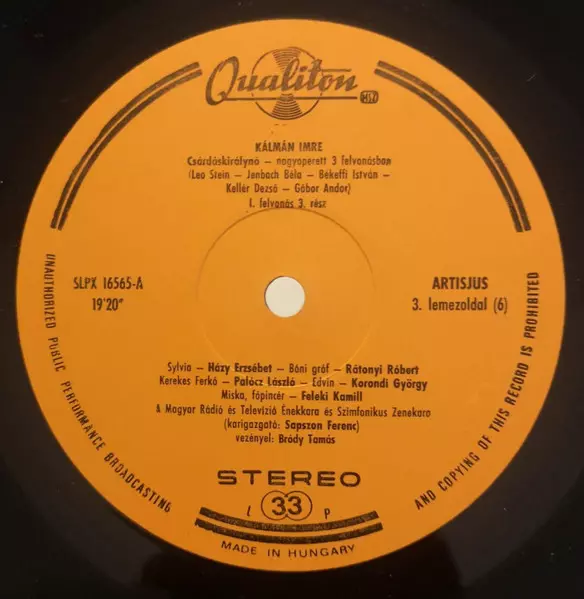 Qualiton
KÁLMÁN IMRE
Csárdáskirálynő – nagyoperett 3 felvonásban
(Leo Stein – Jenbach Béla – Békeffi István –
Kellér Dezső – Gábor Andor)
I. felvonás 3. rész
SLPX 16565-A
19'20"
ARTISJUS
3. lemezoldal (6)
Sylvia – Házy Erzsébet – Bóni gróf – Rátonyi Róbert
Kerekes Ferkó – Palócz László – Edvin – Korondi György
Miska, főpincér – Feleki Kamill
A Magyar Rádió és Televízió Énekkara és Szimfonikus Zenekara
(karigazgató: Sapszon Ferenc)
vezényel: Bródy Tamás
STEREO
l 33 p
MADE IN HUNGARY
UNAUTHORIZED PUBLIC PERFORMANCE BROADCASTING
AND COPYING OF THIS RECORD IS PROHIBITED